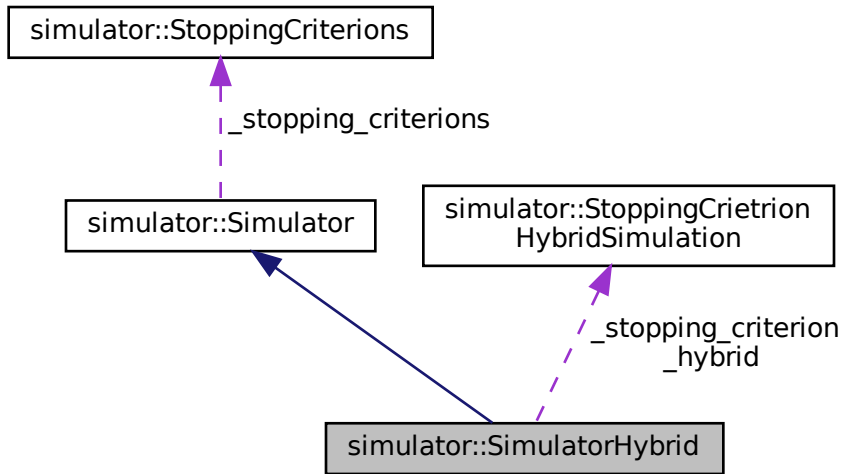 simulator::StoppingCriterions
_stopping_criterions
simulator::Simulator
simulator::StoppingCrietrion
HybridSimulation
_stopping_criterion
_hybrid
simulator::SimulatorHybrid